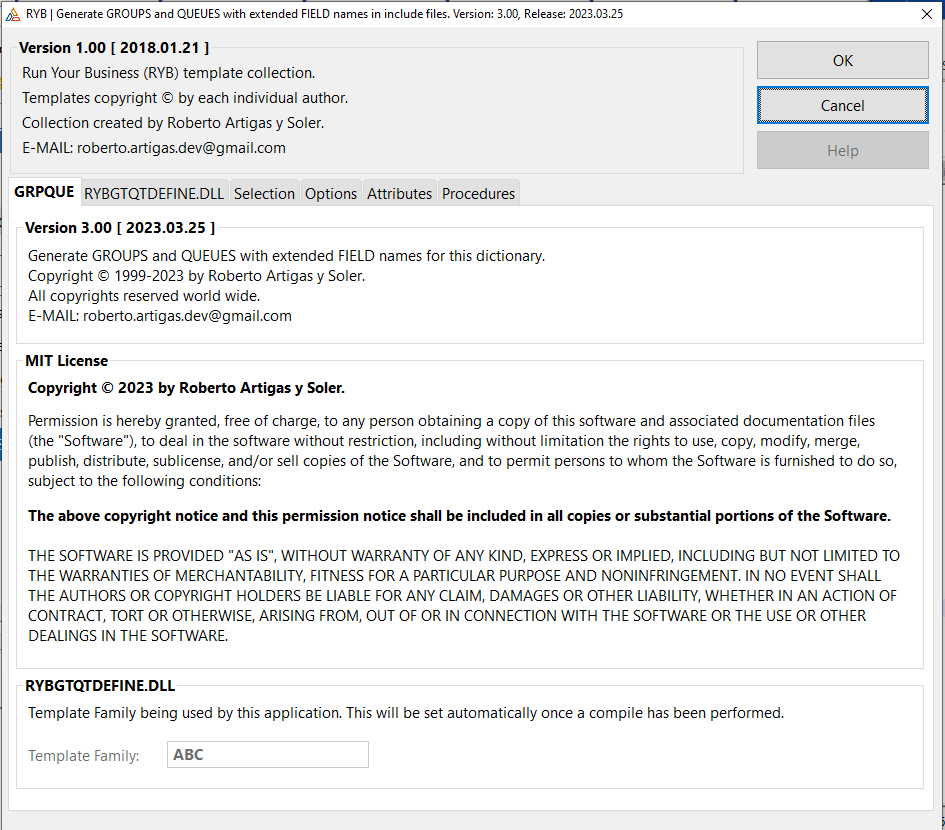 RYB | Generate GROUPS and QUEUES with extended FIELD names in include files. Version: 3.00, Release: 2023.03.25
Version 1.00 [ 2018.01.21 ]
Run Your Business (RYB) template collection.
Templates copyright © by each individual author.
Collection created by Roberto Artigas y Soler.
E-MAIL: roberto.artigas.dev@gmail.com
OK
Cancel
Help
GRPQUE RYBGTQTDEFINE.DLL Selection Options Attributes Procedures
Version 3.00 [ 2023.03.25 ]
Generate GROUPS and QUEUES with extended FIELD names for this dictionary.
Copyright © 1999-2023 by Roberto Artigas y Soler.
All copyrights reserved world wide.
E-MAIL: roberto.artigas.dev@gmail.com
MIT License
Copyright © 2023 by Roberto Artigas y Soler.
Permission is hereby granted, free of charge, to any person obtaining a copy of this software and associated documentation files
(the "Software"), to deal in the software without restriction, including without limitation the rights to use, copy, modify, merge,
publish, distribute, sublicense, and/or sell copies of the Software, and to permit persons to whom the Software is furnished to do so,
subject to the following conditions:
The above copyright notice and this permission notice shall be included in all copies or substantial portions of the Software.
THE SOFTWARE IS PROVIDED "AS IS", WITHOUT WARRANTY OF ANY KIND, EXPRESS OR IMPLIED, INCLUDING BUT NOT LIMITED TO
THE WARRANTIES OF MERCHANTABILITY, FITNESS FOR A PARTICULAR PURPOSE AND NONINFRINGEMENT. IN NO EVENT SHALL
THE AUTHORS OR COPYRIGHT HOLDERS BE LIABLE FOR ANY CLAIM, DAMAGES OR OTHER LIABILITY, WHETHER IN AN ACTION OF
CONTRACT, TORT OR OTHERWISE, ARISING FROM, OUT OF OR IN CONNECTION WITH THE SOFTWARE OR THE USE OR OTHER
DEALINGS IN THE SOFTWARE.
RYBGTQTDEFINE.DLL
Template Family being used by this application. This will be set automatically once a compile has been performed.
Template Family: ABC